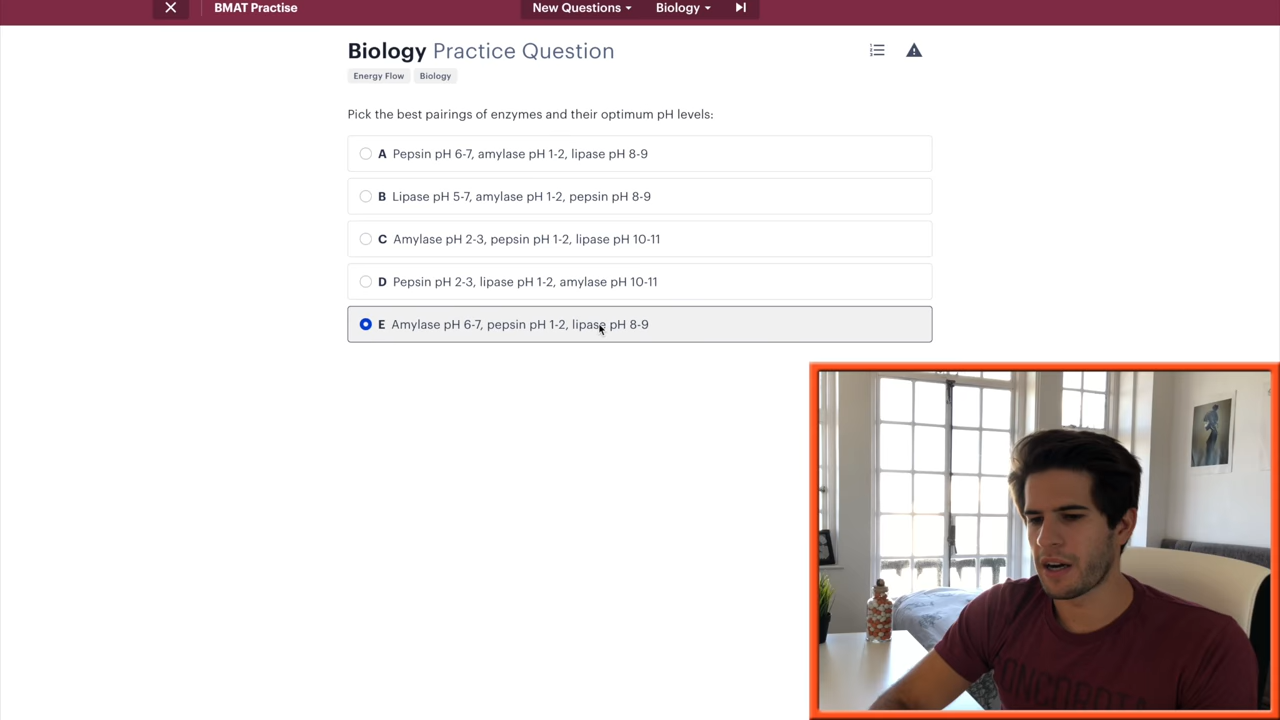 BMAT Practise
New Questions
Biology
Biology Practice Question
Energy Flow
Biology
Pick the best pairings of enzymes and their optimum pH levels:
A Pepsin pH 6-7, amylase pH 1-2, lipase pH 8-9
B Lipase pH 5-7, amylase pH 1-2, pepsin pH 8-9
C Amylase pH 2-3, pepsin pH 1-2, lipase pH 10-11
D Pepsin pH 2-3, lipase pH 1-2, amylase pH 10-11
E Amylase pH 6-7, pepsin pH 1-2, lipase pH 8-9